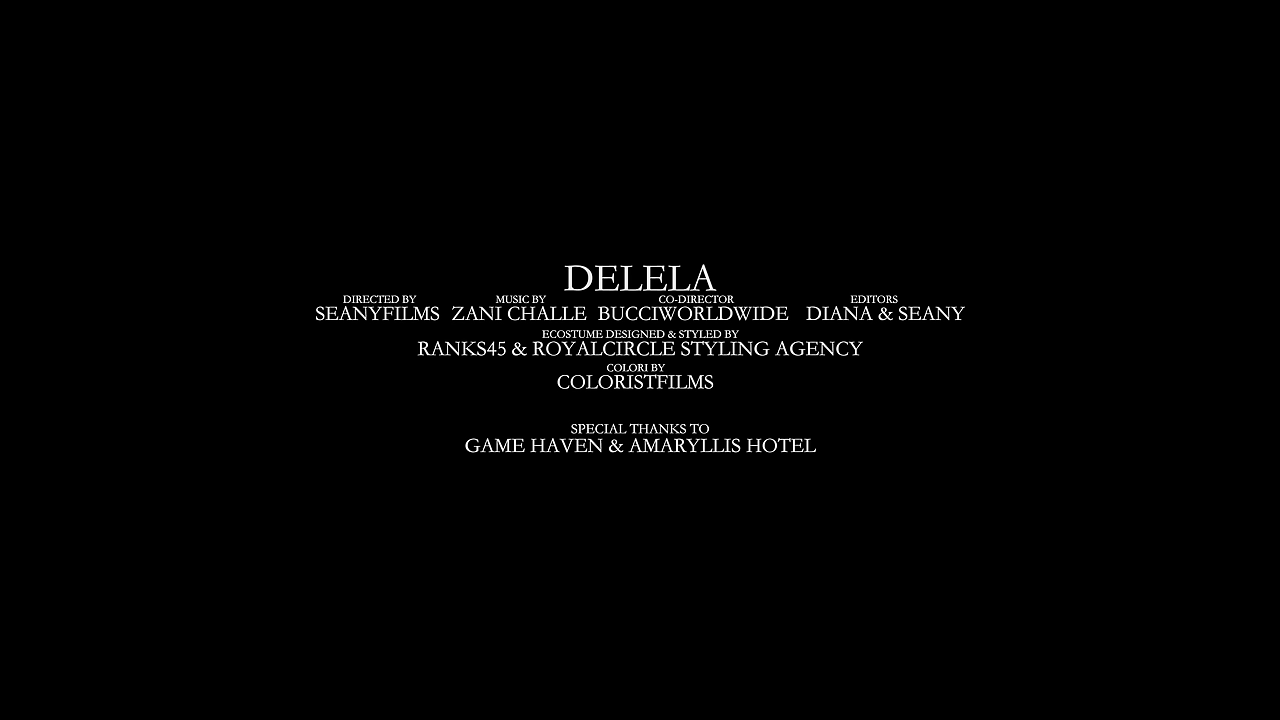 DELELA
DIRECTED BY MUSIC BY CO-DIRECTOR EDITORS
SEANYFILMS ZANI CHALLE BUCCIWORLDWIDE DIANA & SEANY
ECOSTUME DESIGNED & STYLED BY
RANKS45 & ROYALCIRCLE STYLING AGENCY
COLORI BY
COLORISTFILMS
SPECIAL THANKS TO
GAME HAVEN & AMARYLLIS HOTEL